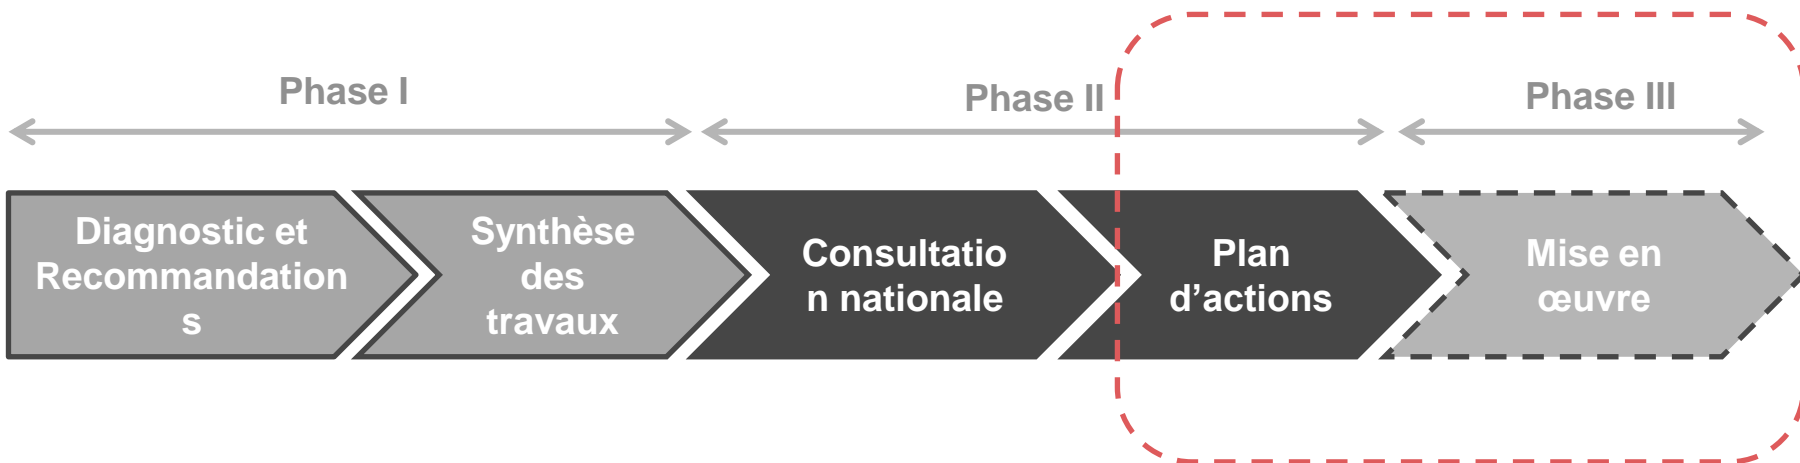 Phase I
Phase II
Phase III
Diagnostic et
Recommandation
s
Synthèse
des
travaux
Consultatio
n nationale
Plan
d’actions
Mise en
œuvre